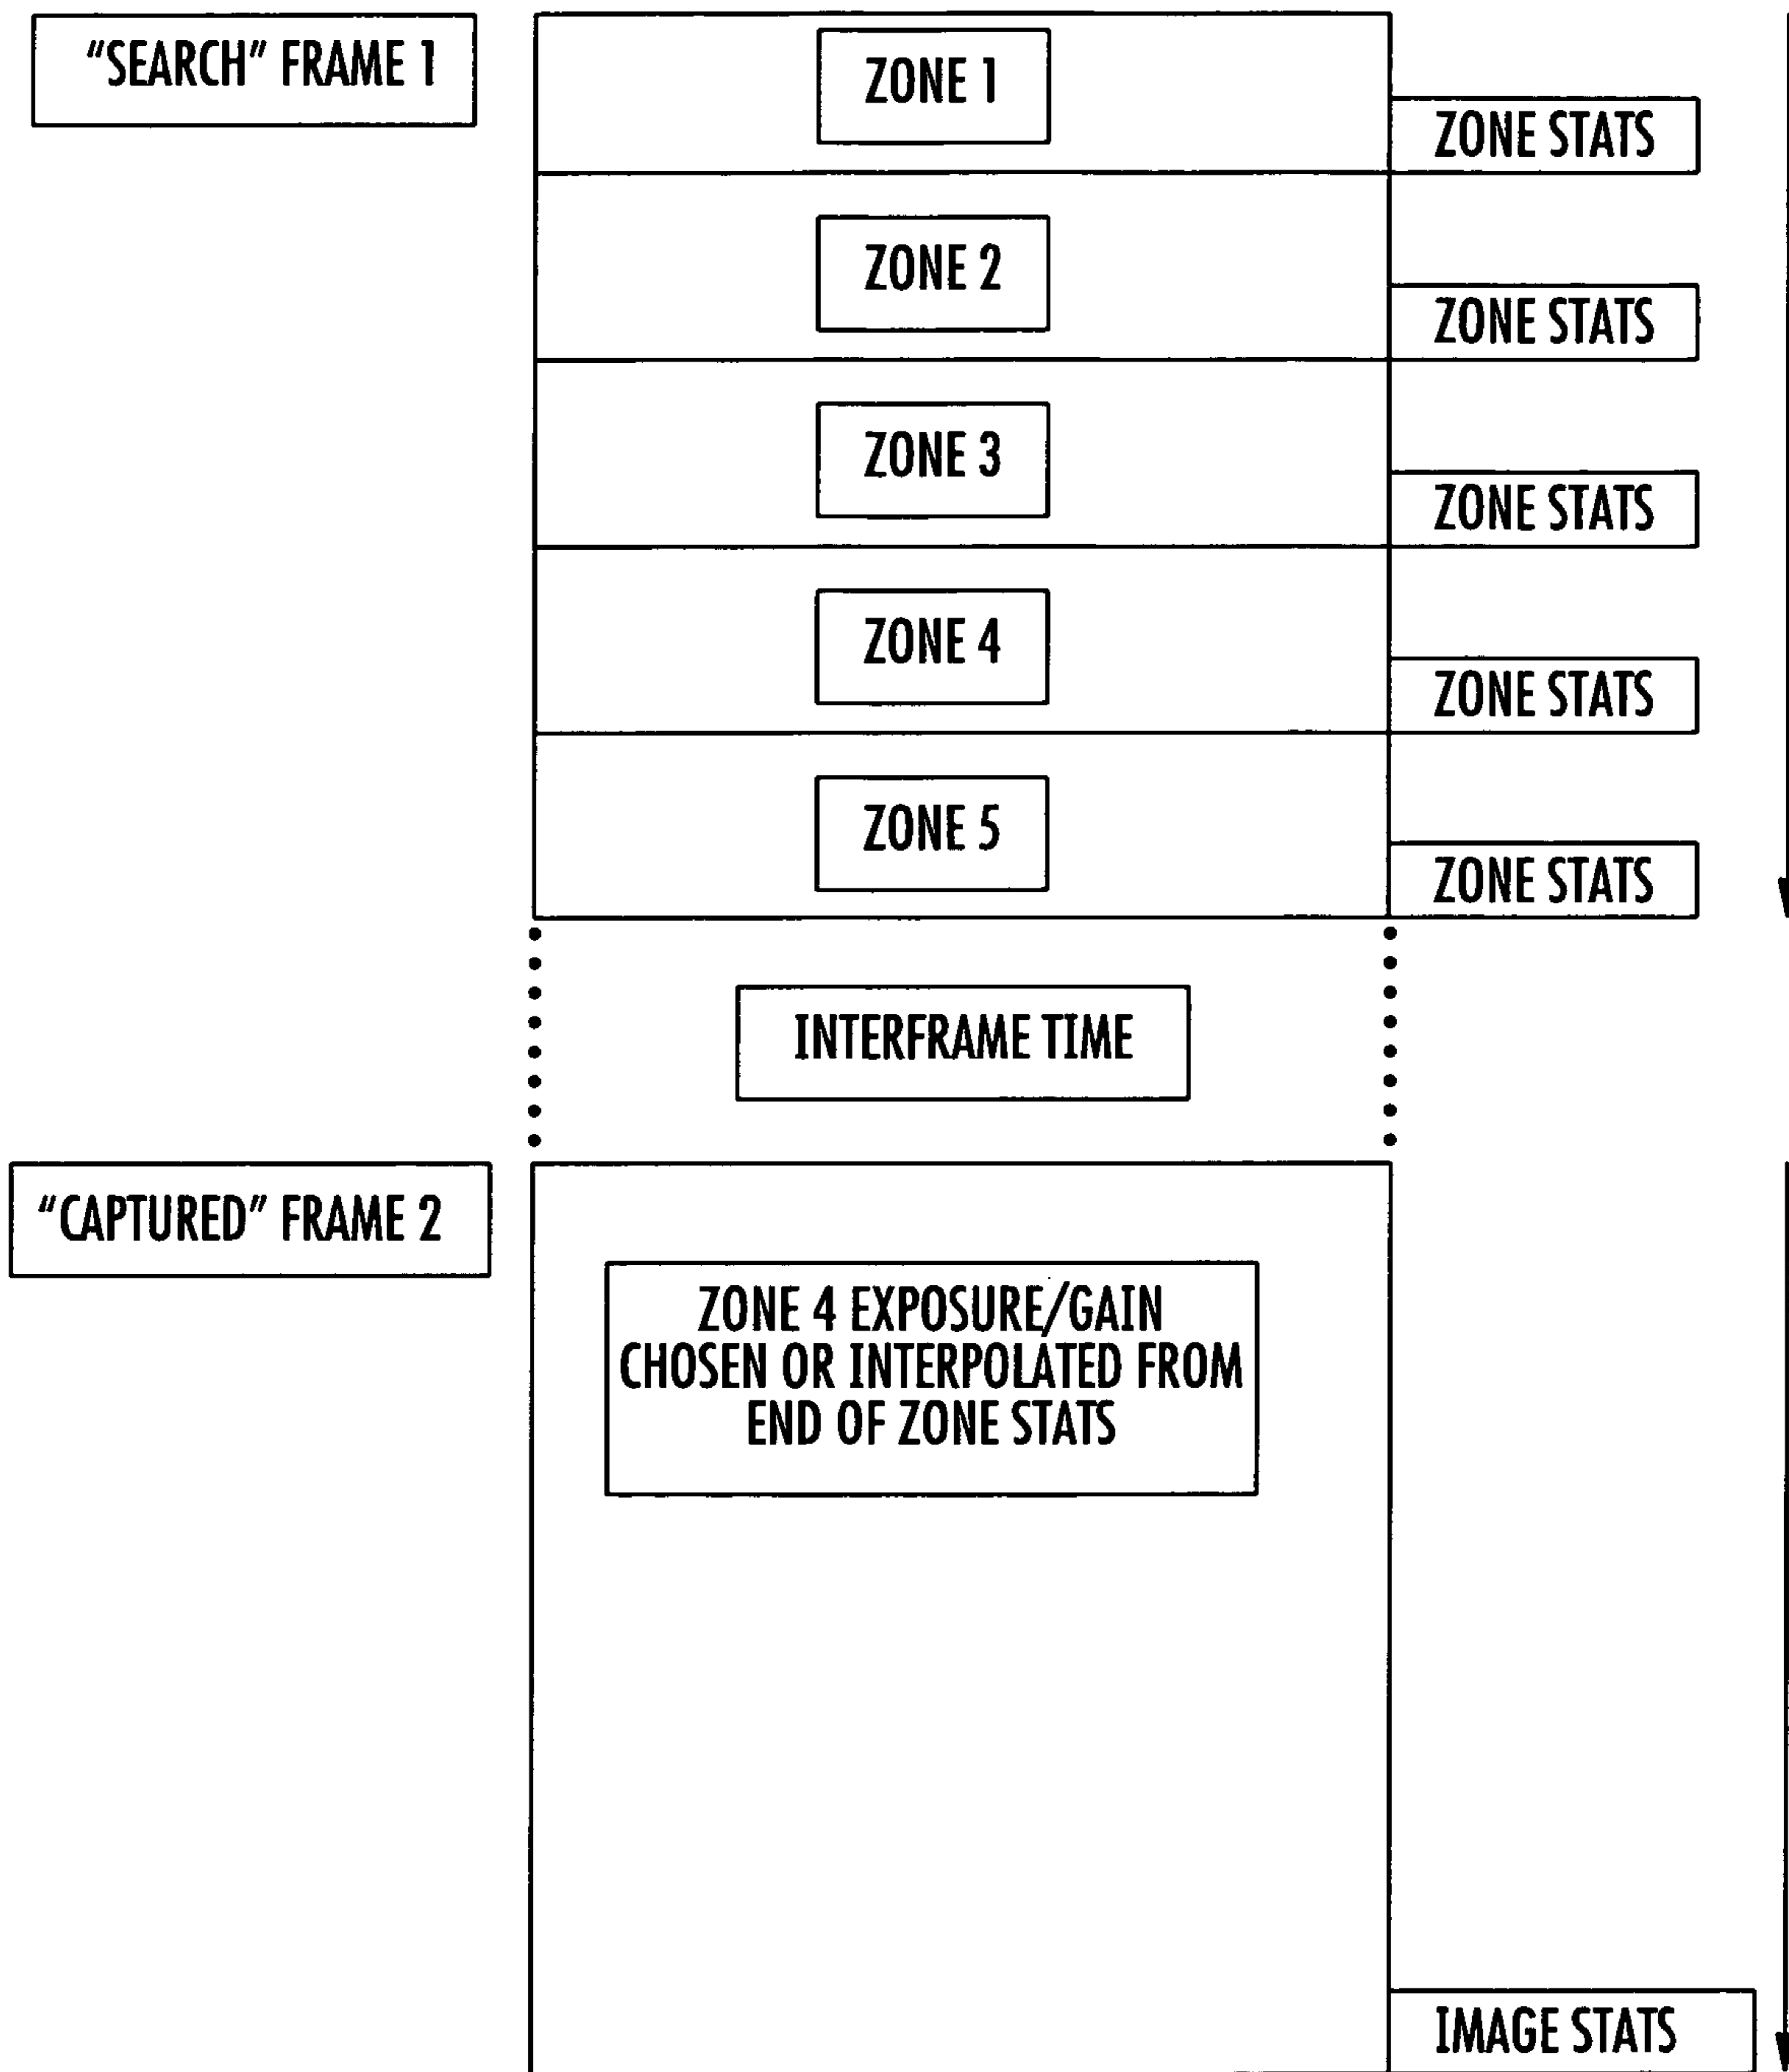 "SEARCH" FRAME 1
ZONE 1
ZONE STATS
ZONE 2
ZONE STATS
ZONE 3
ZONE STATS
ZONE 4
ZONE STATS
ZONE 5
ZONE STATS
INTERFRAME TIME
"CAPTURED" FRAME 2
ZONE 4 EXPOSURE/GAIN
CHOSEN OR INTERPOLATED FROM
END OF ZONE STATS
IMAGE STATS